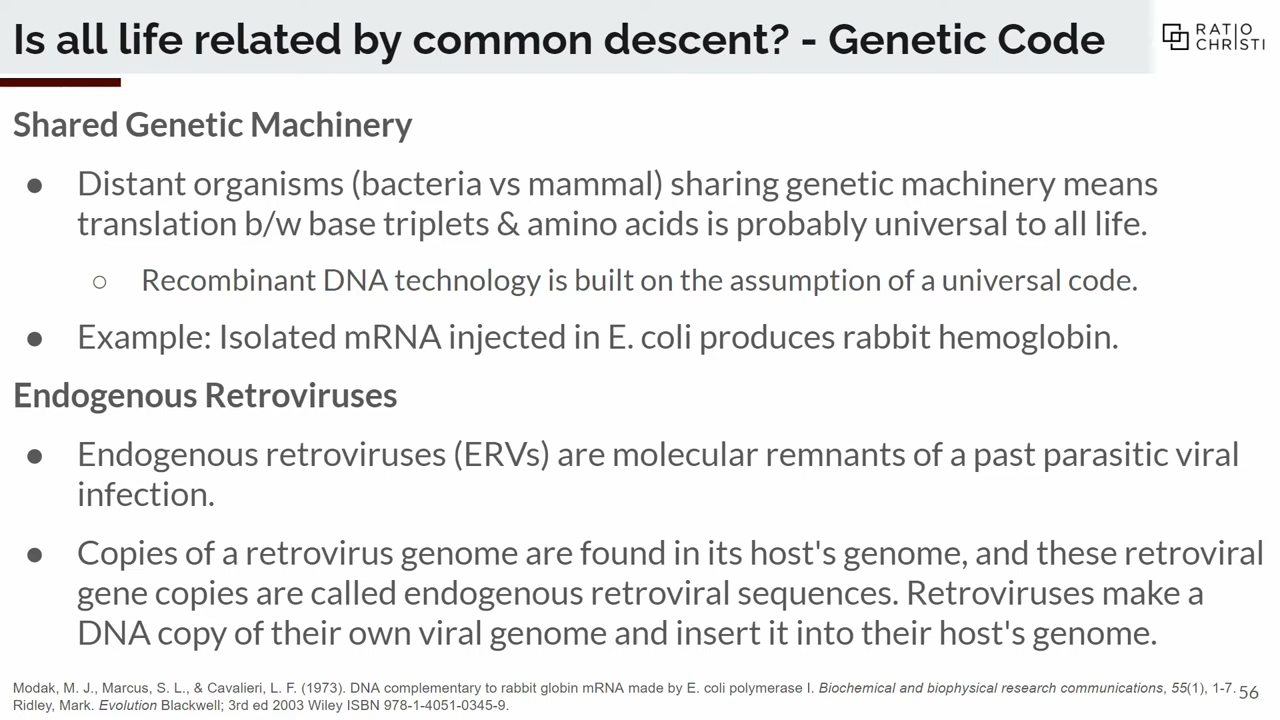 Is all life related by common descent? - Genetic Code
RATIO
CHRISTI
Shared Genetic Machinery
● Distant organisms (bacteria vs mammal) sharing genetic machinery means
translation b/w base triplets & amino acids is probably universal to all life.
○ Recombinant DNA technology is built on the assumption of a universal code.
● Example: Isolated mRNA injected in E. coli produces rabbit hemoglobin.
Endogenous Retroviruses
● Endogenous retroviruses (ERVs) are molecular remnants of a past parasitic viral
infection.
● Copies of a retrovirus genome are found in its host's genome, and these retroviral
gene copies are called endogenous retroviral sequences. Retroviruses make a
DNA copy of their own viral genome and insert it into their host's genome.
Modak, M. J., Marcus, S. L., & Cavalieri, L. F. (1973). DNA complementary to rabbit globin mRNA made by E. coli polymerase I. Biochemical and biophysical research communications, 55(1), 1-7.
Ridley, Mark. Evolution Blackwell; 3rd ed 2003 Wiley ISBN 978-1-4051-0345-9.
56